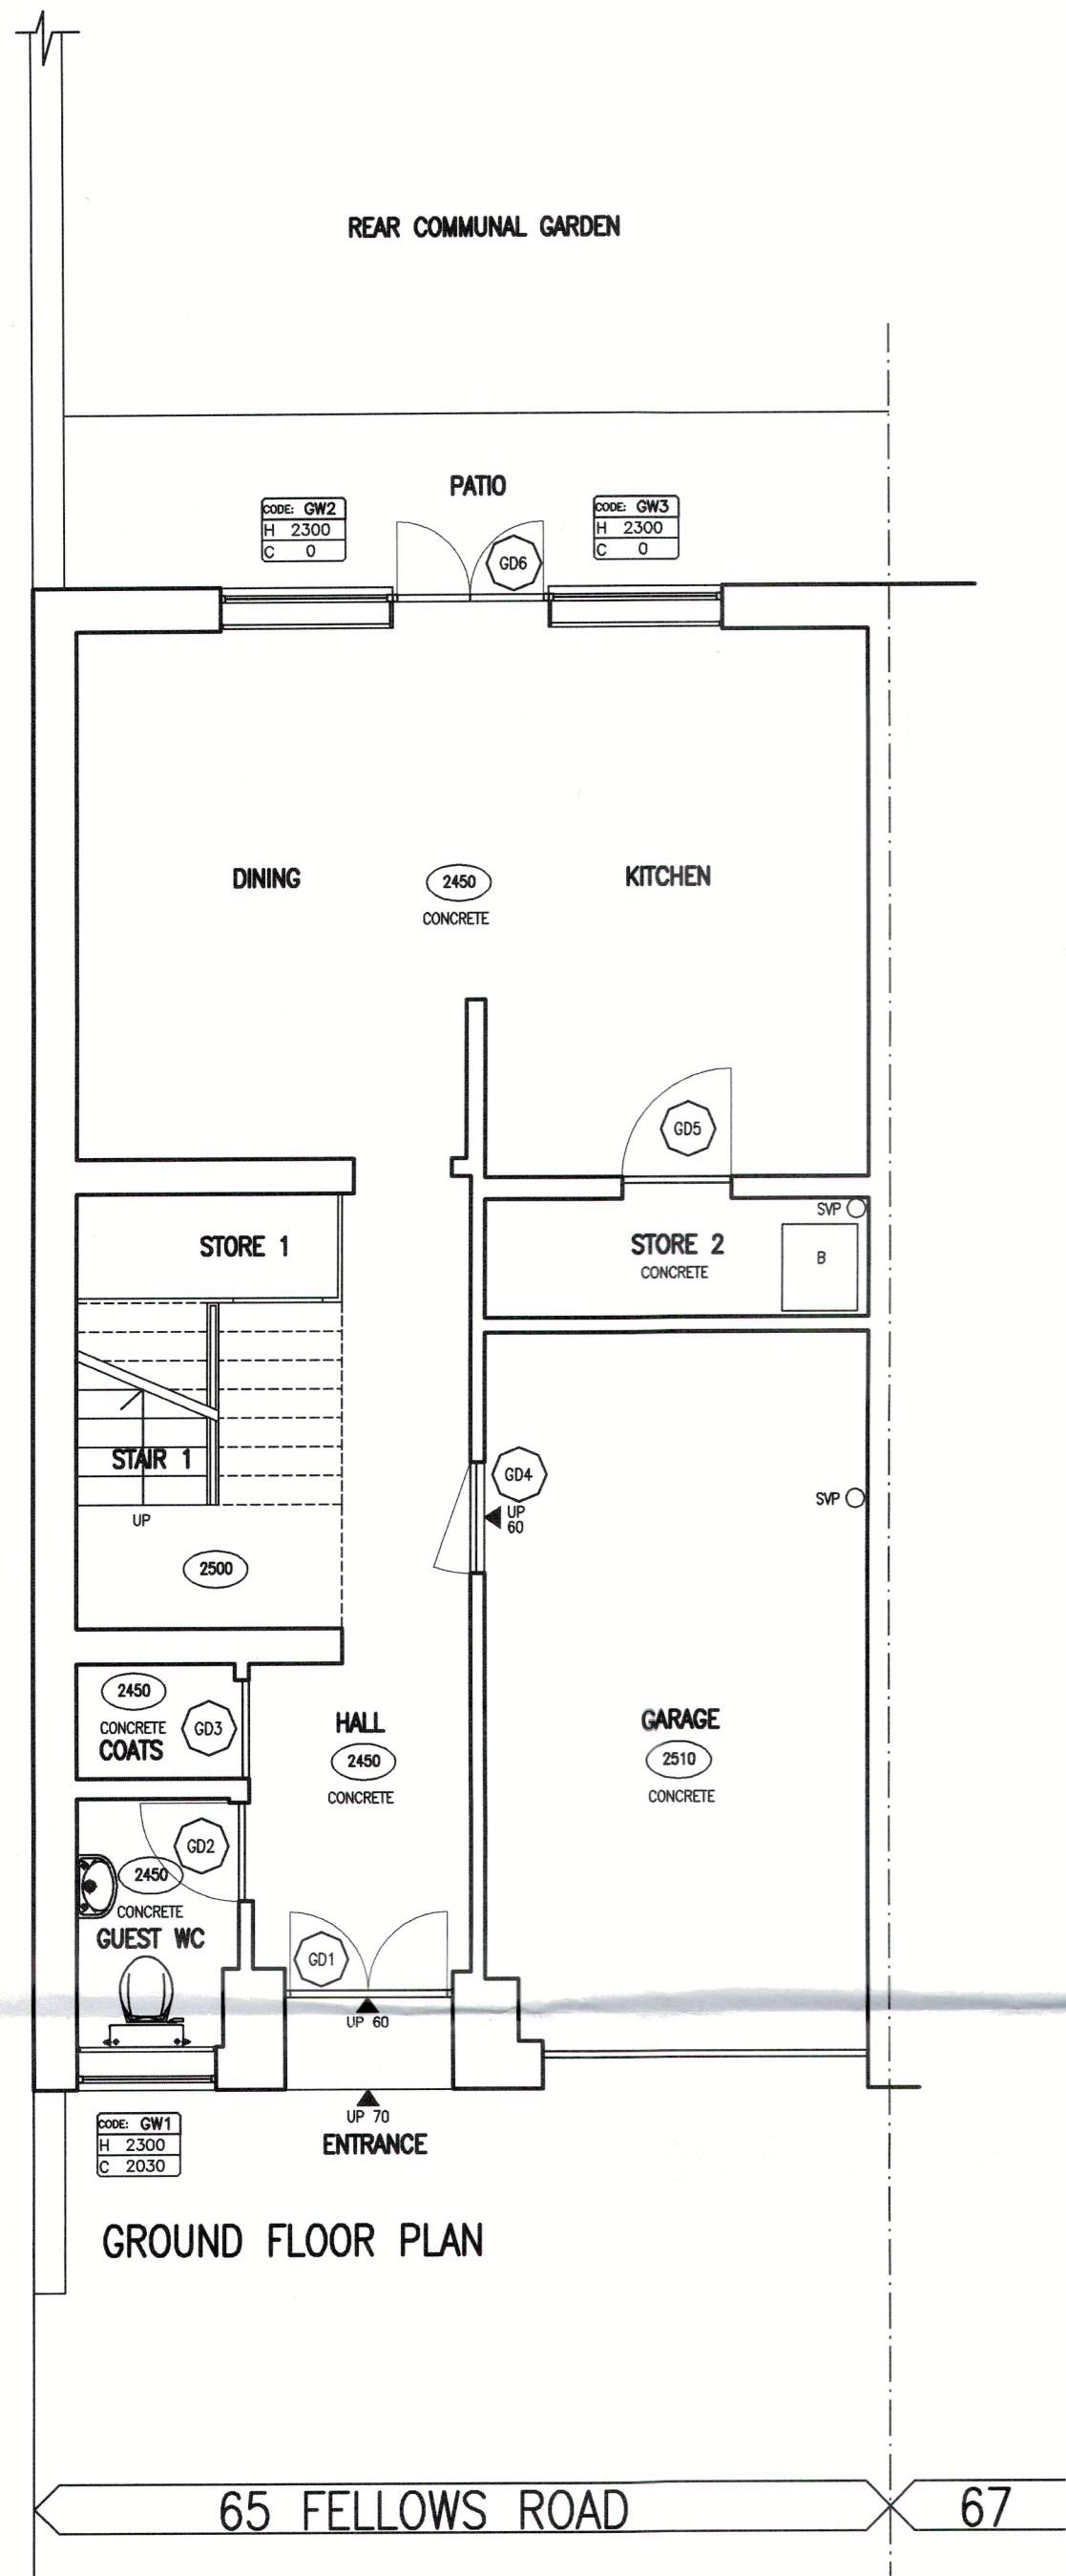 REAR COMMUNAL GARDEN
PATIO
CODE: GW2
H 2300
C 0
CODE: GW3
H 2300
C 0
GD6
DINING
2450
CONCRETE
KITCHEN
GD5
SVP
STORE 1
STORE 2
CONCRETE
B
STAIR 1
UP
GD4
UP
60
SVP
2500
2450
CONCRETE
COATS
GD3
HALL
2450
CONCRETE
GARAGE
2510
CONCRETE
GD2
2450
CONCRETE
GUEST WC
GD1
UP 60
UP 70
ENTRANCE
CODE: GW1
H 2300
C 2030
GROUND FLOOR PLAN
65 FELLOWS ROAD
67